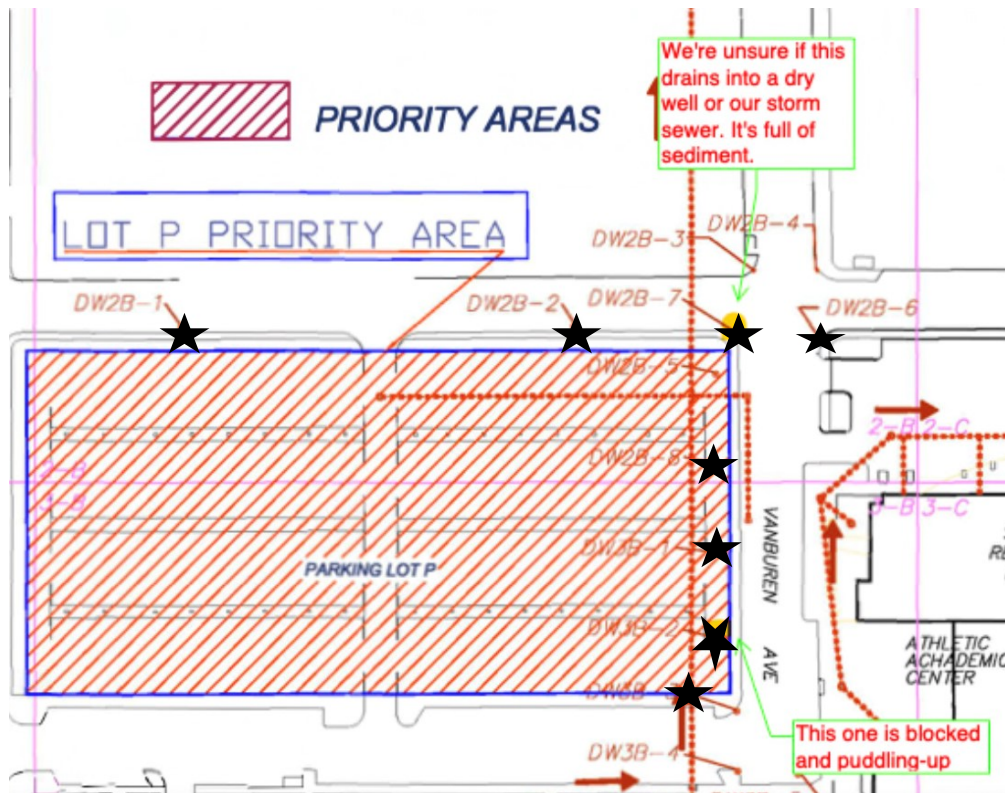 We're unsure if this
drains into a dry
well or our storm
sewer. It's full of
sediment.
PRIORITY AREAS
LOT P PRIORITY AREA
DW2B-4
DW2B-3
DW2B-1
DW2B-2
DW2B-7
DW2B-6
DW2B-5
2-B 2-C
DW2B-8
2-B
3-B
3-B 3-C
DW3B-1
VANBUREN AVE
PARKING LOT P
DW3B-2
ATHLETIC
ACHADEMIC
CENTER
This one is blocked
and puddling-up
DW3B-4